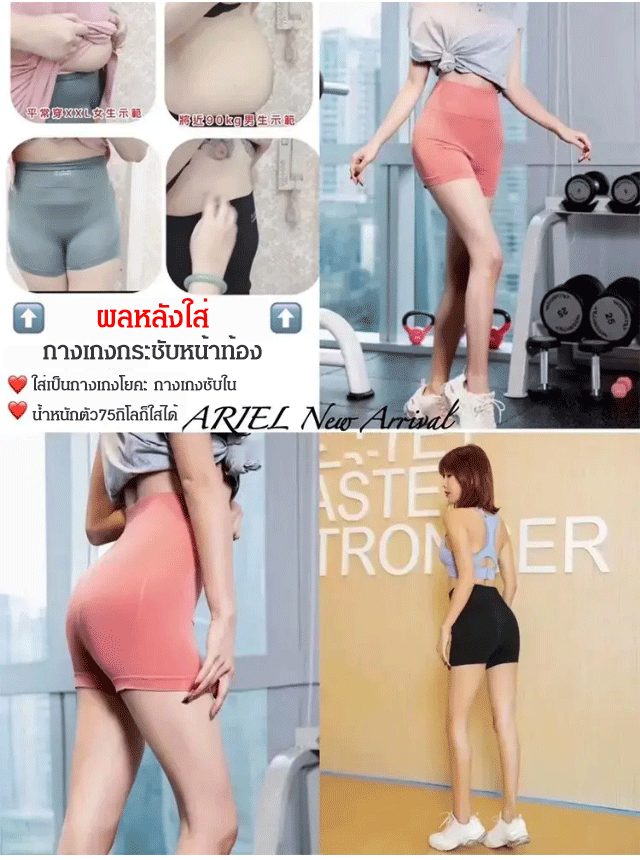 平常穿XXL女生示範
將近90kg男生示範
ผลหลังใส่
กางเกงกระชับหน้าท้อง
ใส่เป็นกางเกงโยคะ กางเกงซับใน
น้ำหนักตัว75กิโลก็ใส่ได้
ARIEL New Arrival
ASTE
TRON ER